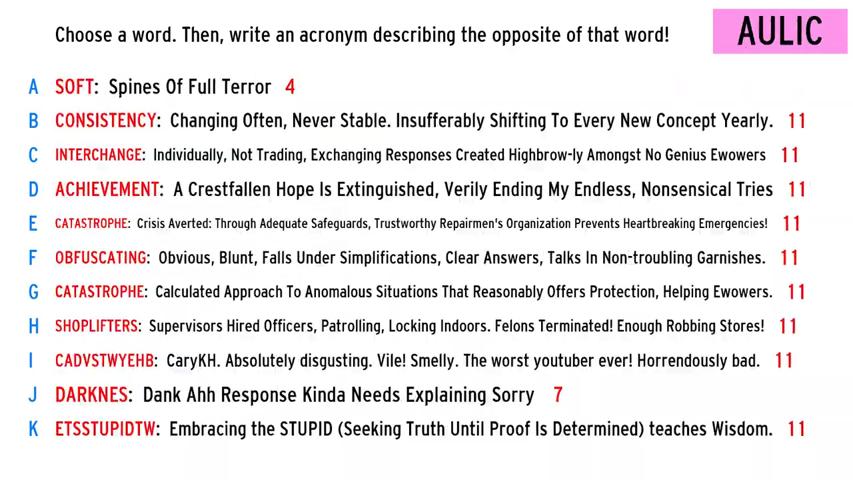 Choose a word. Then, write an acronym describing the opposite of that word! AULIC
A SOFT: Spines Of Full Terror 4
B CONSISTENCY: Changing Often, Never Stable. Insufferably Shifting To Every New Concept Yearly. 11
C INTERCHANGE: Individually, Not Trading, Exchanging Responses Created Highbrow-ly Amongst No Genius Ewowers 11
D ACHIEVEMENT: A Crestfallen Hope Is Extinguished, Verily Ending My Endless, Nonsensical Tries 11
E CATASTROPHE: Crisis Averted: Through Adequate Safeguards, Trustworthy Repairmen's Organization Prevents Heartbreaking Emergencies! 11
F OBFUSCATING: Obvious, Blunt, Falls Under Simplifications, Clear Answers, Talks In Non-troubling Garnishes. 11
G CATASTROPHE: Calculated Approach To Anomalous Situations That Reasonably Offers Protection, Helping Ewowers. 11
H SHOPLIFTERS: Supervisors Hired Officers, Patrolling, Locking Indoors. Felons Terminated! Enough Robbing Stores! 11
I CADVSTWYEHB: CaryKH. Absolutely disgusting. Vile! Smelly. The worst youtuber ever! Horrendously bad. 11
J DARKNES: Dank Ahh Response Kinda Needs Explaining Sorry 7
K ETSSTUPIDTW: Embracing the STUPID (Seeking Truth Until Proof Is Determined) teaches Wisdom. 11